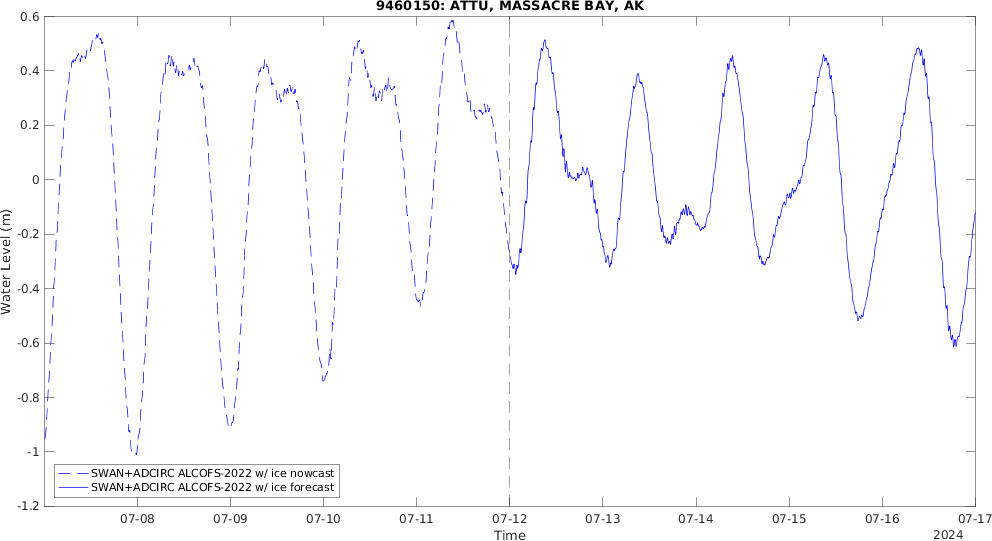 9460150: ATTU, MASSACRE BAY, AK
0.6
0.4
0.2
0
-0.2
-0.4
-0.6
-0.8
-1
-1.2
Water Level (m)
SWAN+ADCIRC ALCOFS-2022 w/ ice nowcast
SWAN+ADCIRC ALCOFS-2022 w/ ice forecast
07-08 07-09 07-10 07-11 07-12 07-13 07-14 07-15 07-16 07-17
Time
2024